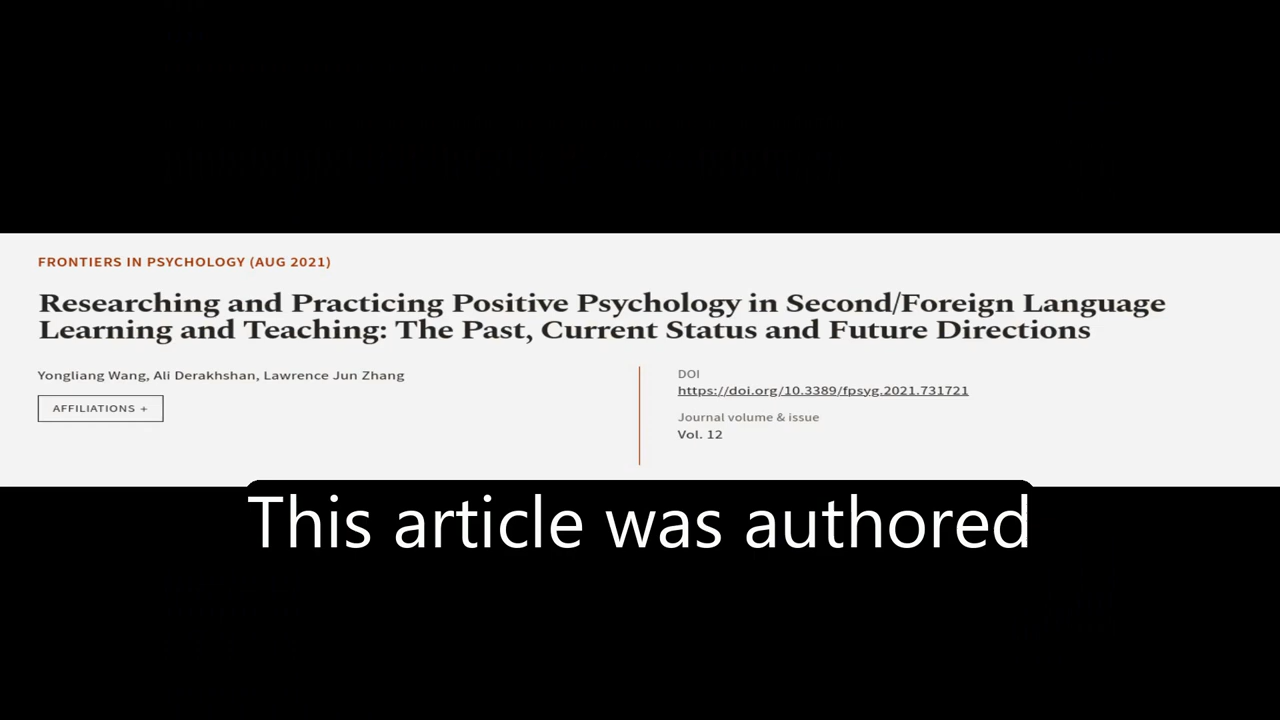 FRONTIERS IN PSYCHOLOGY (AUG 2021)
Researching and Practicing Positive Psychology in Second/Foreign Language
Learning and Teaching: The Past, Current Status and Future Directions
Yongliang Wang, Ali Derakhshan, Lawrence Jun Zhang
AFFILIATIONS +
DOI
https://doi.org/10.3389/fpsyg.2021.731721
Journal volume & issue
Vol. 12
This article was authored